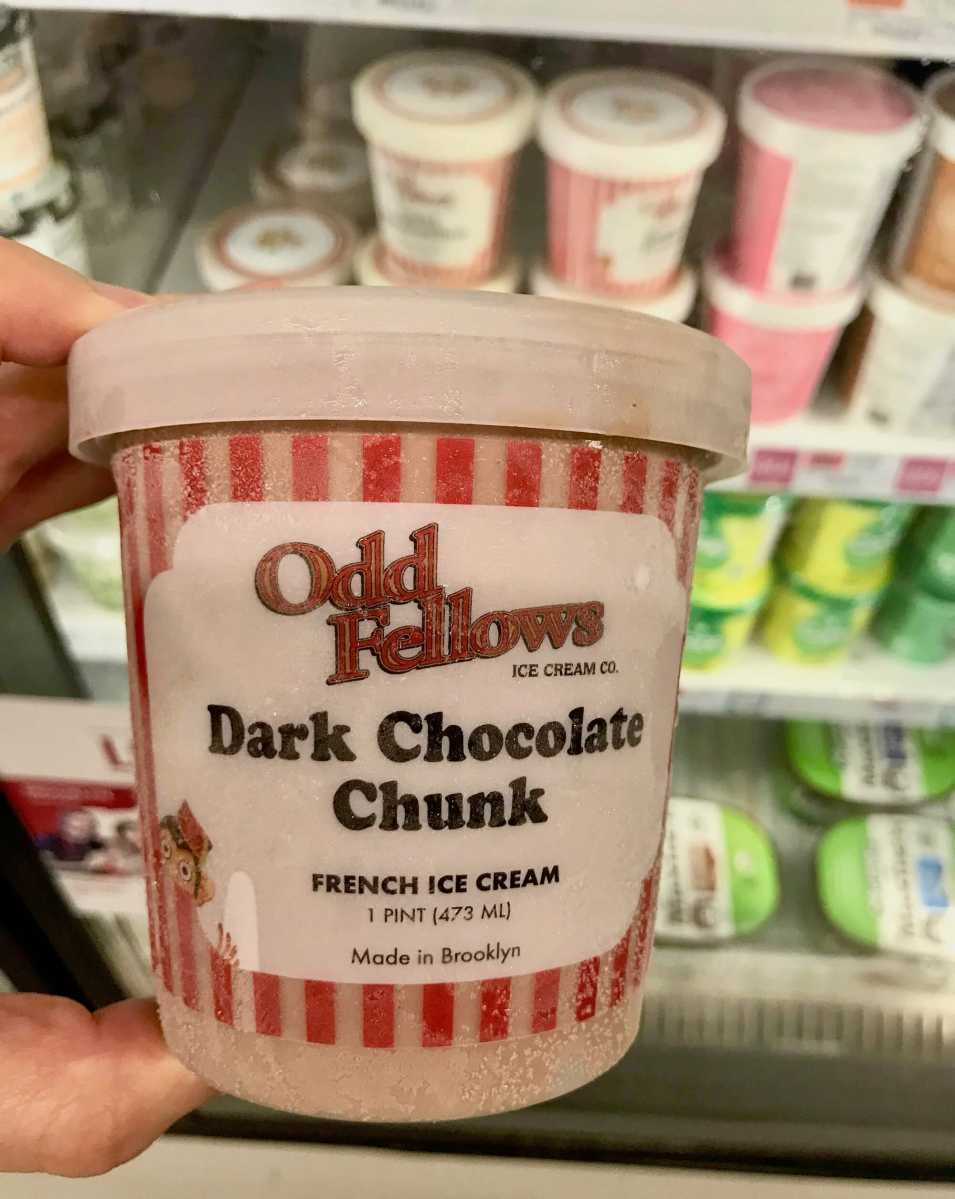 Odd
Fellows
ICE CREAM CO.
Dark Chocolate
Chunk
FRENCH ICE CREAM
1 PINT (473 ML)
Made in Brooklyn